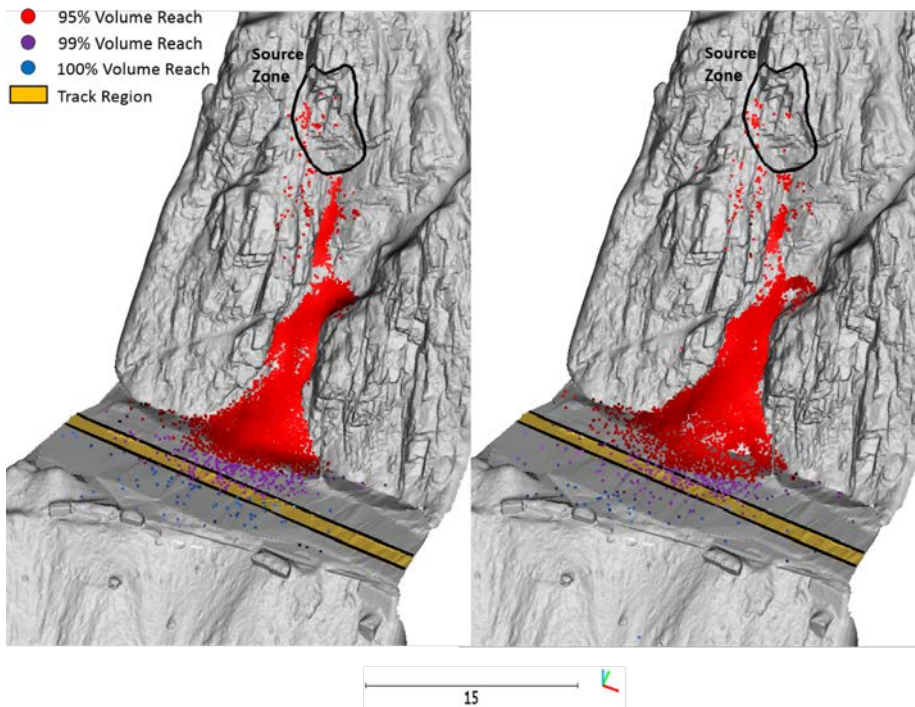 95% Volume Reach
99% Volume Reach
100% Volume Reach
Track Region
Source
Zone
Source
Zone
15